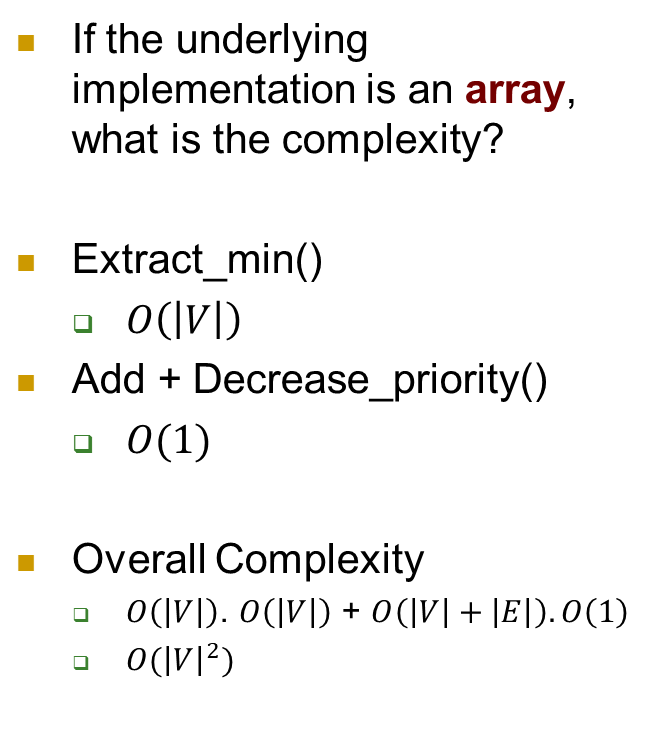 If the underlying
implementation is an array,
what is the complexity?
Extract_min()
O(|V|)
Add + Decrease_priority()
O(1)
Overall Complexity
O(|V|). O(|V|) + O(|V| + |E|).O(1)
O(|V|²)